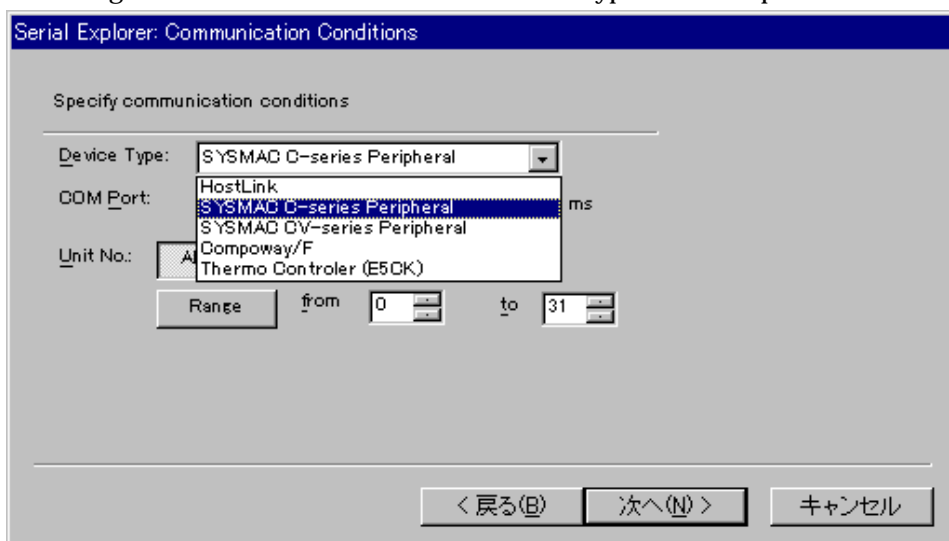 Serial Explorer: Communication Conditions
Specify communication conditions
Device Type: SYSMAC C-series Peripheral
HostLink
COM Port: SYSMAC C-series Peripheral ms
SYSMAC CV-series Peripheral
Unit No.: Compoway/F
Thermo Controler (E5CK)
Range from 0 to 31
< 戻る(B) 次へ(N) > キャンセル